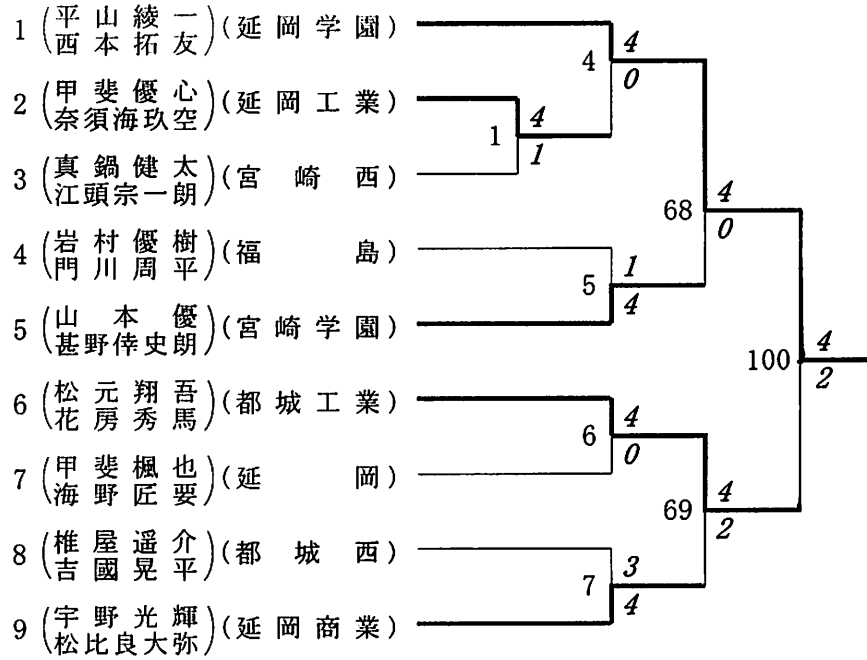 1 (平山綾一 西本拓友) (延岡学園)
2 (甲斐優心 奈須海玖空) (延岡工業)
3 (真鍋健太 江頭宗一朗) (宮崎西)
4 (岩村優樹 門川周平) (福島)
5 (山本優 甚野倖史朗) (宮崎学園)
6 (松元翔吾 花房秀馬) (都城工業)
7 (甲斐楓也 海野匠要) (延岡)
8 (椎屋遥介 吉國晃平) (都城西)
9 (宇野光輝 松比良大弥) (延岡商業)
4 4 0
1 4 1
68 4 0
5 1 4
100 4 2
6 4 0
69 4 2
7 3 4